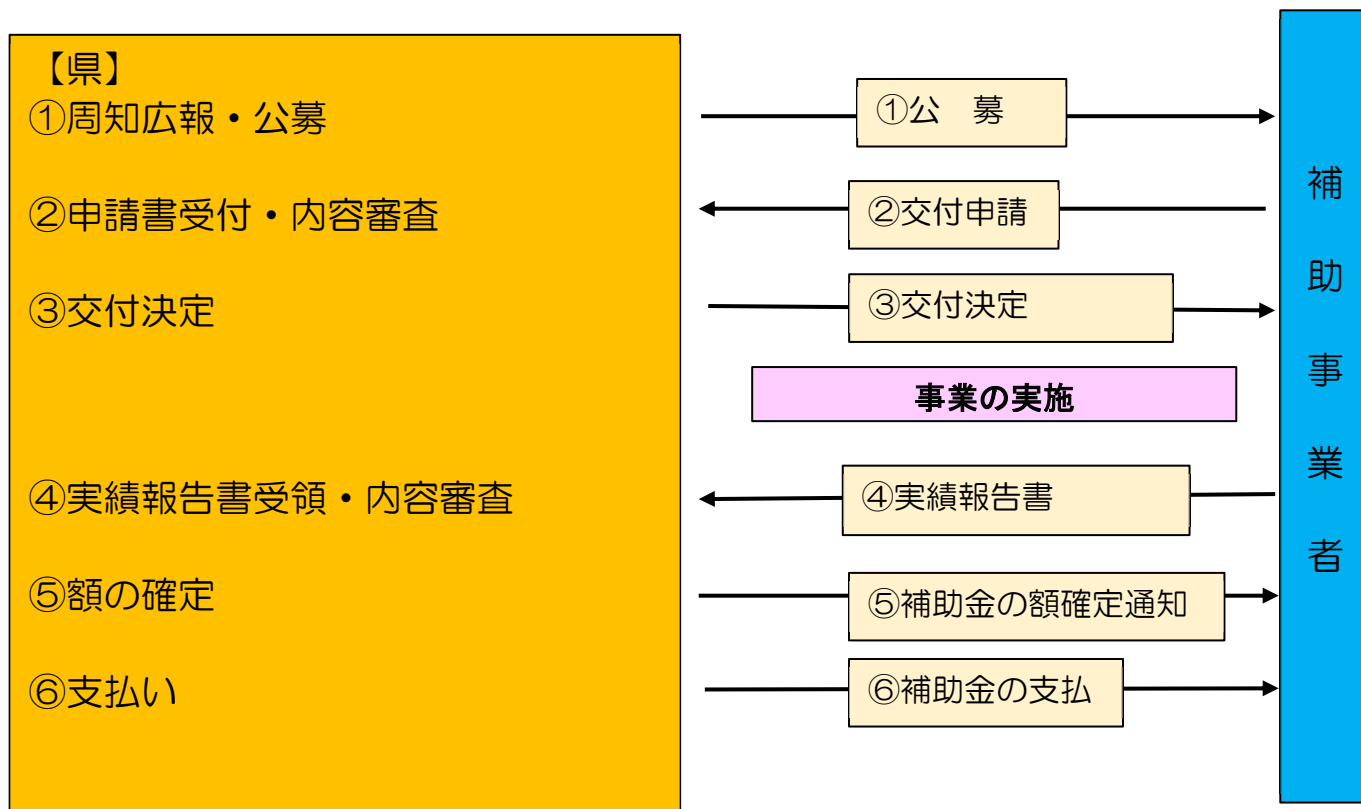 【県】
①周知広報・公募
①公　募
②申請書受付・内容審査
②交付申請
③交付決定
③交付決定
事業の実施
④実績報告書受領・内容審査
④実績報告書
⑤額の確定
⑤補助金の額確定通知
⑥支払い
⑥補助金の支払
補助事業者